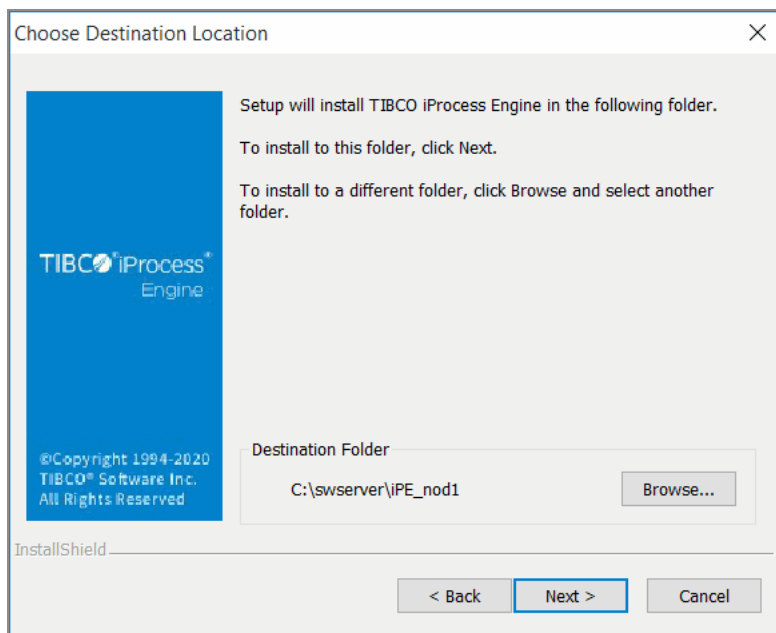 Choose Destination Location
Setup will install TIBCO iProcess Engine in the following folder.
To install to this folder, click Next.
To install to a different folder, click Browse and select another
folder.
TIBCO® iProcess®
Engine
©Copyright 1994-2020
TIBCO® Software Inc.
All Rights Reserved
Destination Folder
C:\swserver\iPE_nod1
Browse...
InstallShield
< Back
Next >
Cancel